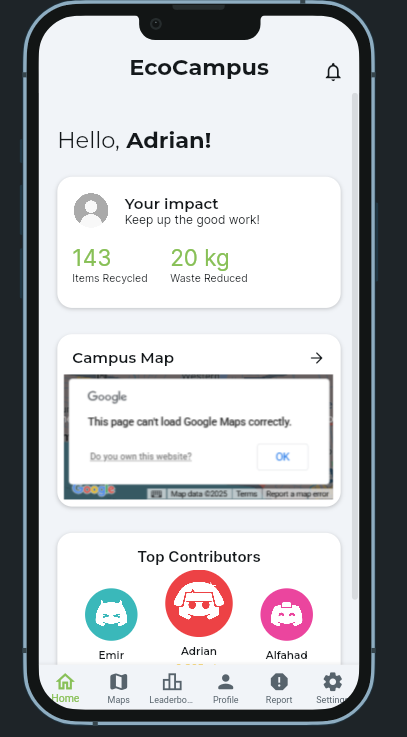 EcoCampus
Hello, Adrian!
Your impact
Keep up the good work!
143 20 kg
Items Recycled Waste Reduced
Campus Map
Google
This page can't load Google Maps correctly.
Do you own this website? OK
Google Map data ©2025 Terms Report a map error
Top Contributors
Emir Adrian Alfahad
Home Maps Leaderbo... Profile Report Settings